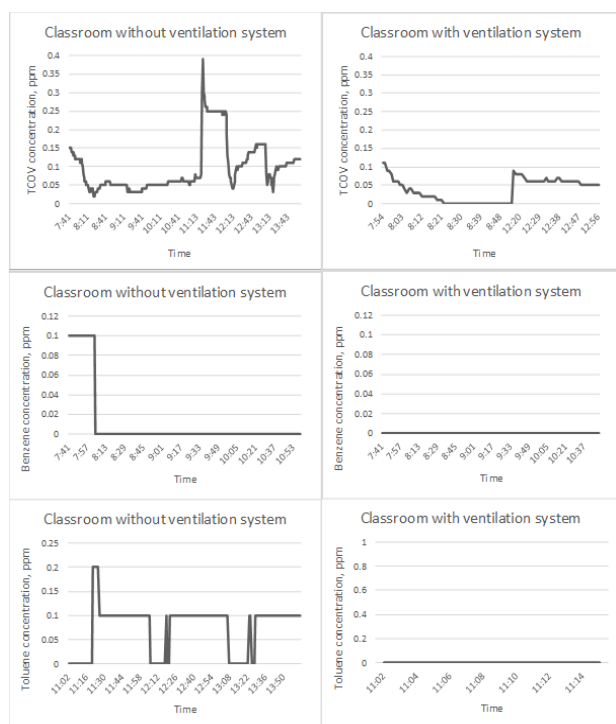 Classroom without ventilation system
TCOV concentration, ppm
0.4
0.35
0.3
0.25
0.2
0.15
0.1
0.05
0
7:41 8:11 8:41 9:11 9:41 10:11 10:41 11:13 11:43 12:13 12:43 13:13 13:43
Time
Classroom with ventilation system
TCOV concentration, ppm
0.4
0.35
0.3
0.25
0.2
0.15
0.1
0.05
0
7:54 8:03 8:12 8:21 8:30 8:39 8:48 12:20 12:29 12:38 12:47 12:56
Time
Classroom without ventilation system
Benzene concentration, ppm
0.12
0.1
0.08
0.06
0.04
0.02
0
7:41 7:57 8:13 8:29 8:45 9:01 9:17 9:33 9:49 10:05 10:21 10:37 10:53
Time
Classroom with ventilation system
Benzene concentration, ppm
0.12
0.1
0.08
0.06
0.04
0.02
0
7:41 7:57 8:13 8:29 8:45 9:01 9:17 9:33 9:49 10:05 10:21 10:37
Time
Classroom without ventilation system
Toluene concentration, ppm
0.25
0.2
0.15
0.1
0.05
0
11:02 11:16 11:30 11:44 11:58 12:12 12:26 12:40 12:54 13:08 13:22 13:36 13:50
Time
Classroom with ventilation system
Toluene concentration, ppm
1
0.8
0.6
0.4
0.2
0
11:02 11:04 11:06 11:08 11:10 11:12 11:14
Time